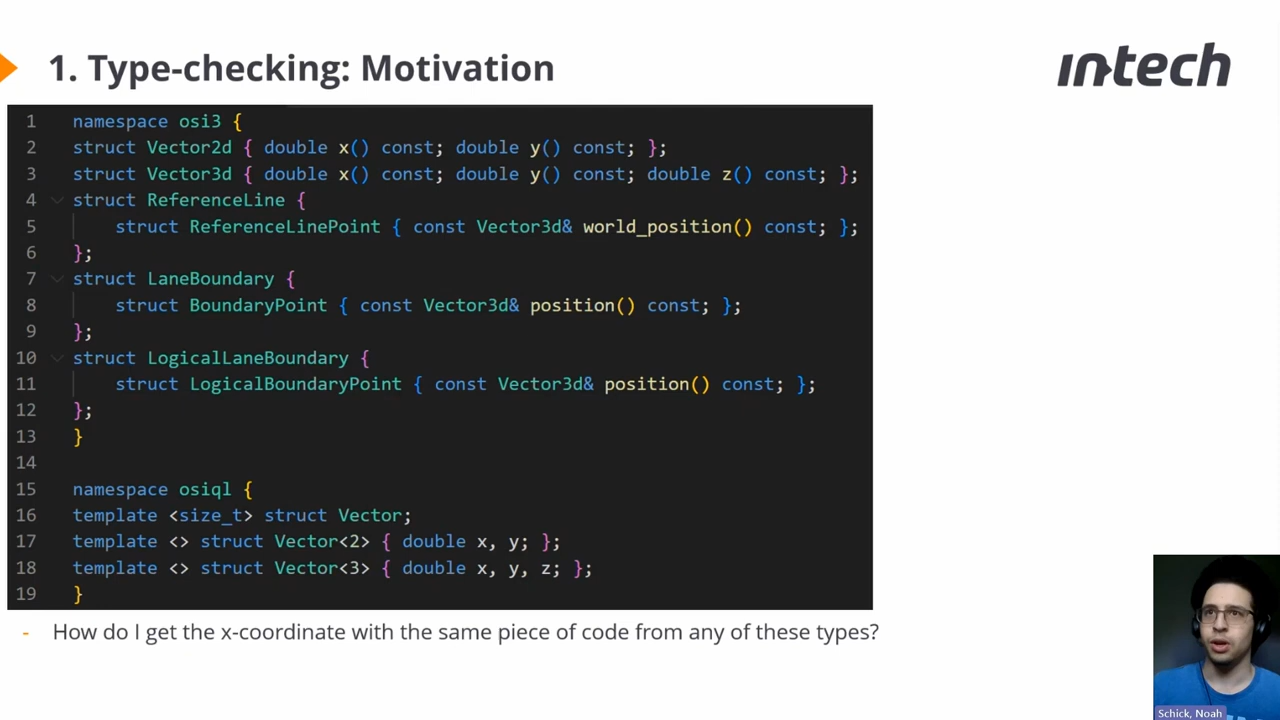 1. Type-checking: Motivation
intech
1 namespace osi3 {
2 struct Vector2d { double x() const; double y() const; };
3 struct Vector3d { double x() const; double y() const; double z() const; };
4 struct ReferenceLine {
5 struct ReferenceLinePoint { const Vector3d& world_position() const; };
6 };
7 struct LaneBoundary {
8 struct BoundaryPoint { const Vector3d& position() const; };
9 };
10 struct LogicalLaneBoundary {
11 struct LogicalBoundaryPoint { const Vector3d& position() const; };
12 };
13 }
14
15 namespace osiql {
16 template <size_t> struct Vector;
17 template <> struct Vector<2> { double x, y; };
18 template <> struct Vector<3> { double x, y, z; };
19 }
- How do I get the x-coordinate with the same piece of code from any of these types?
Schick, Noah